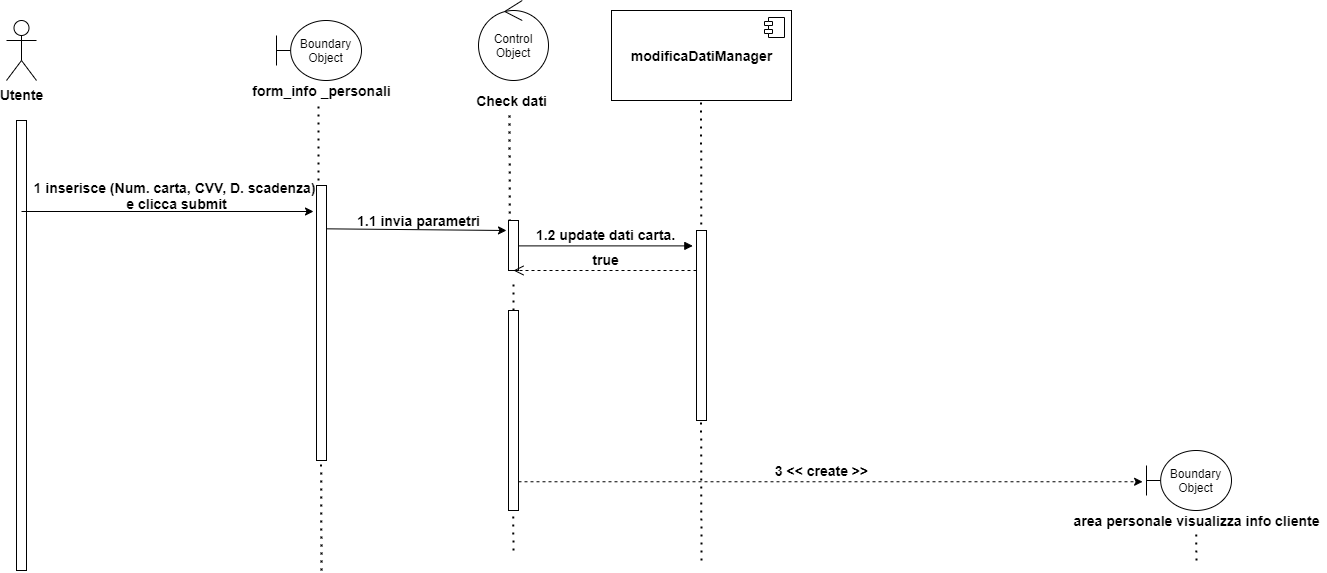 Utente
Boundary
Object
form_info _personali
Control
Object
Check dati
modificaDatiManager
1 inserisce (Num. carta, CVV, D. scadenza)
e clicca submit
1.1 invia parametri
1.2 update dati carta.
true
3 << create >>
Boundary
Object
area personale visualizza info cliente